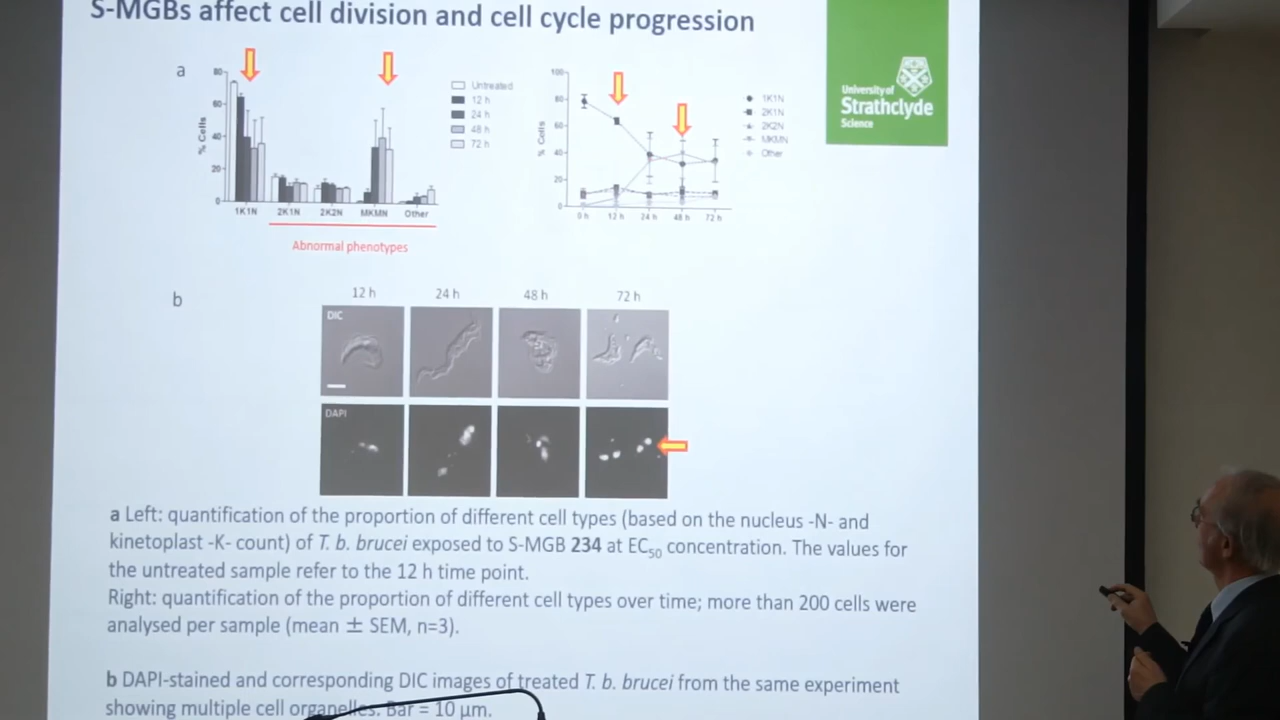 S-MGBs affect cell division and cell cycle progression
University of
Strathclyde
Science
a
80
60
40
20
0
% Cells
1K1N 2K1N 2K2N MKMN Other
Abnormal phenotypes
Untreated
12 h
24 h
48 h
72 h
100
80
60
40
20
0
% Cells
0 h 12 h 24 h 48 h 72 h
1K1N
2K1N
2K2N
MKMN
Other
b
12 h 24 h 48 h 72 h
DIC
DAPI
a Left: quantification of the proportion of different cell types (based on the nucleus -N- and
kinetoplast -K- count) of T. b. brucei exposed to S-MGB 234 at EC50 concentration. The values for
the untreated sample refer to the 12 h time point.
Right: quantification of the proportion of different cell types over time; more than 200 cells were
analysed per sample (mean ± SEM, n=3).
b DAPI-stained and corresponding DIC images of treated T. b. brucei from the same experiment
showing multiple cell organelles. Bar = 10 μm.